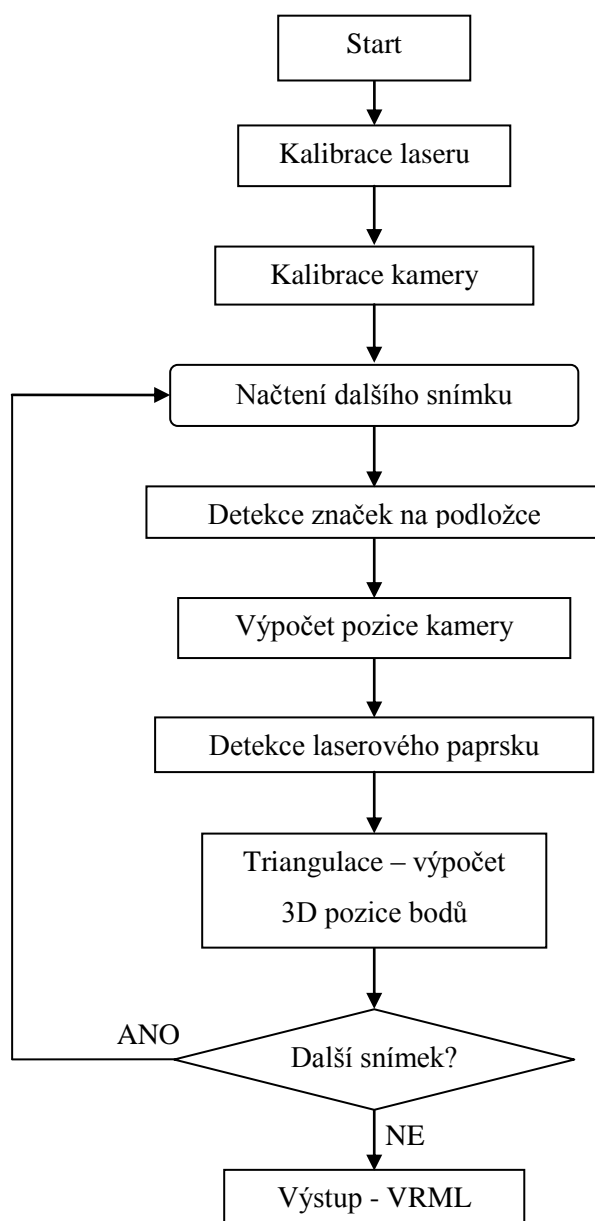 Start
Kalibrace laseru
Kalibrace kamery
Načtení dalšího snímku
Detekce značek na podložce
Výpočet pozice kamery
Detekce laserového paprsku
Triangulace – výpočet
3D pozice bodů
ANO
Další snímek?
NE
Výstup - VRML